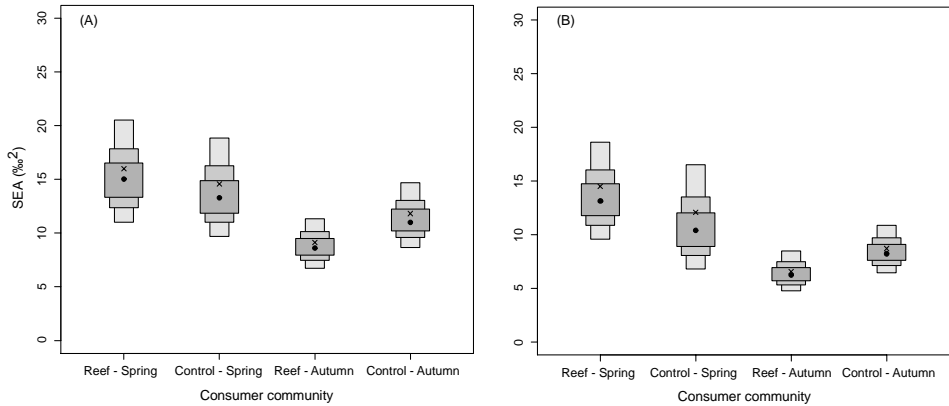 (A)
30
25
20
15
10
5
0
SEA (‰²)
Reef - Spring Control - Spring Reef - Autumn Control - Autumn
Consumer community
(B)
30
25
20
15
10
5
0
Reef - Spring Control - Spring Reef - Autumn Control - Autumn
Consumer community